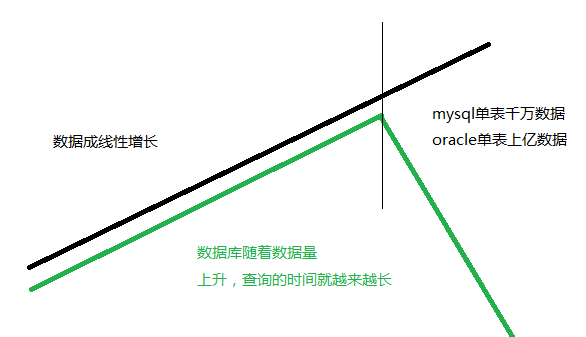 数据成线性增长
mysql单表千万数据
oracle单表上亿数据
数据库随着数据量
上升，查询的时间就越来越长